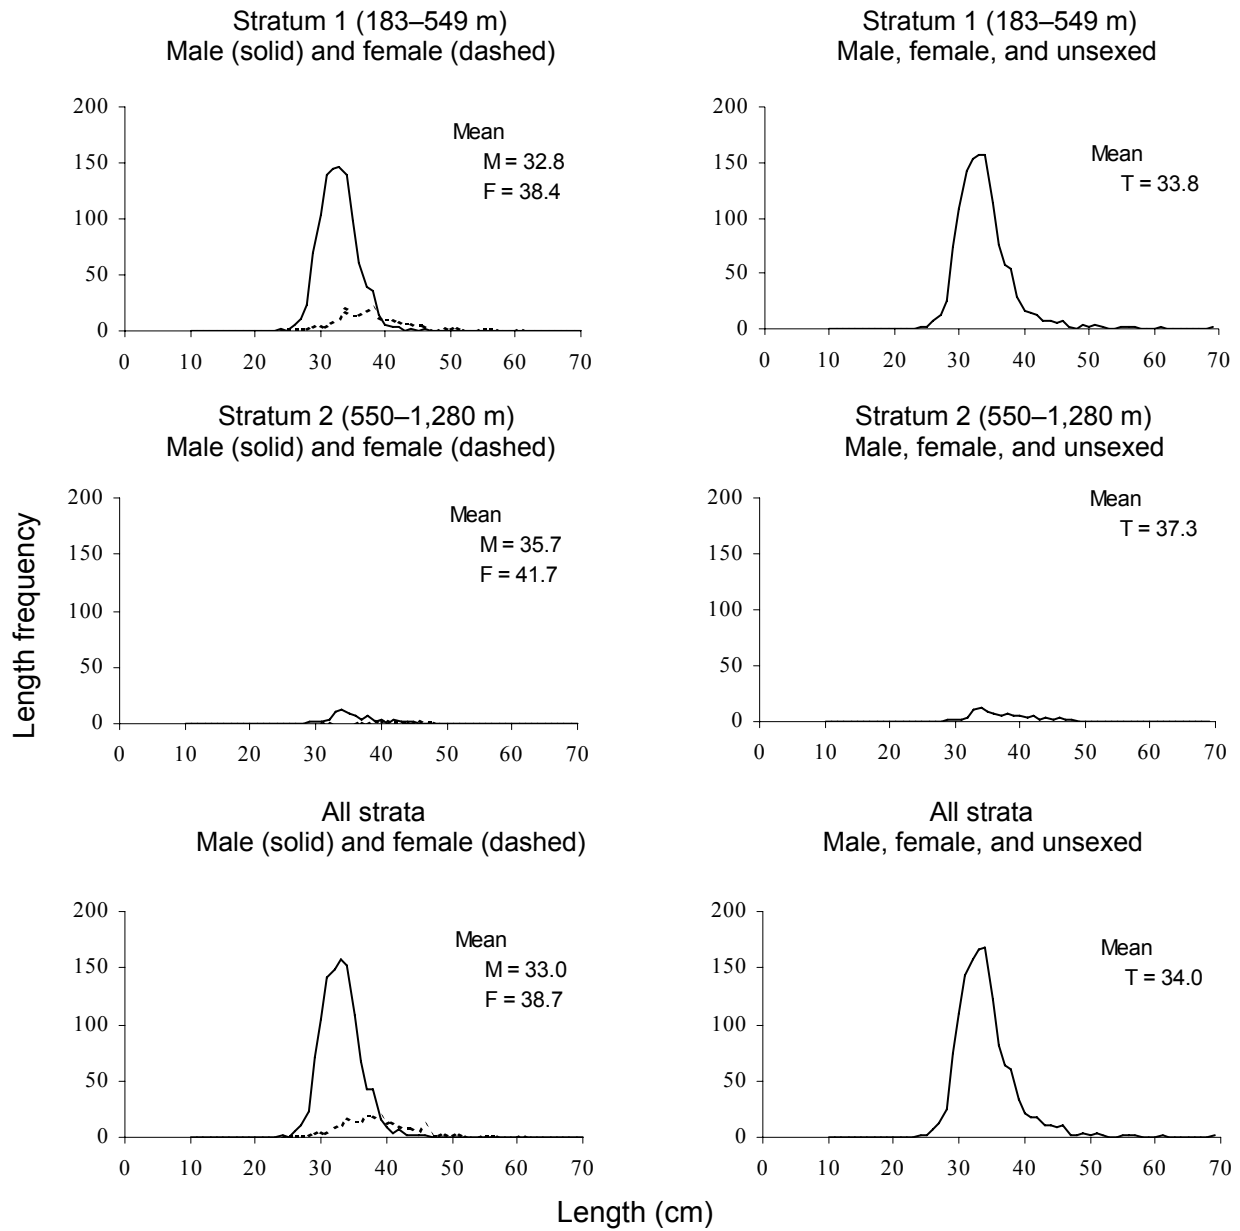 Stratum 1 (183–549 m)
Male (solid) and female (dashed)
200
150
100
50
0
Mean
M = 32.8
F = 38.4
0 10 20 30 40 50 60 70
Stratum 1 (183–549 m)
Male, female, and unsexed
200
150
100
50
0
Mean
T = 33.8
0 10 20 30 40 50 60 70
Stratum 2 (550–1,280 m)
Male (solid) and female (dashed)
200
150
100
50
0
Mean
M = 35.7
F = 41.7
0 10 20 30 40 50 60 70
Stratum 2 (550–1,280 m)
Male, female, and unsexed
200
150
100
50
0
Mean
T = 37.3
0 10 20 30 40 50 60 70
Length frequency
All strata
Male (solid) and female (dashed)
200
150
100
50
0
Mean
M = 33.0
F = 38.7
0 10 20 30 40 50 60 70
All strata
Male, female, and unsexed
200
150
100
50
0
Mean
T = 34.0
0 10 20 30 40 50 60 70
Length (cm)